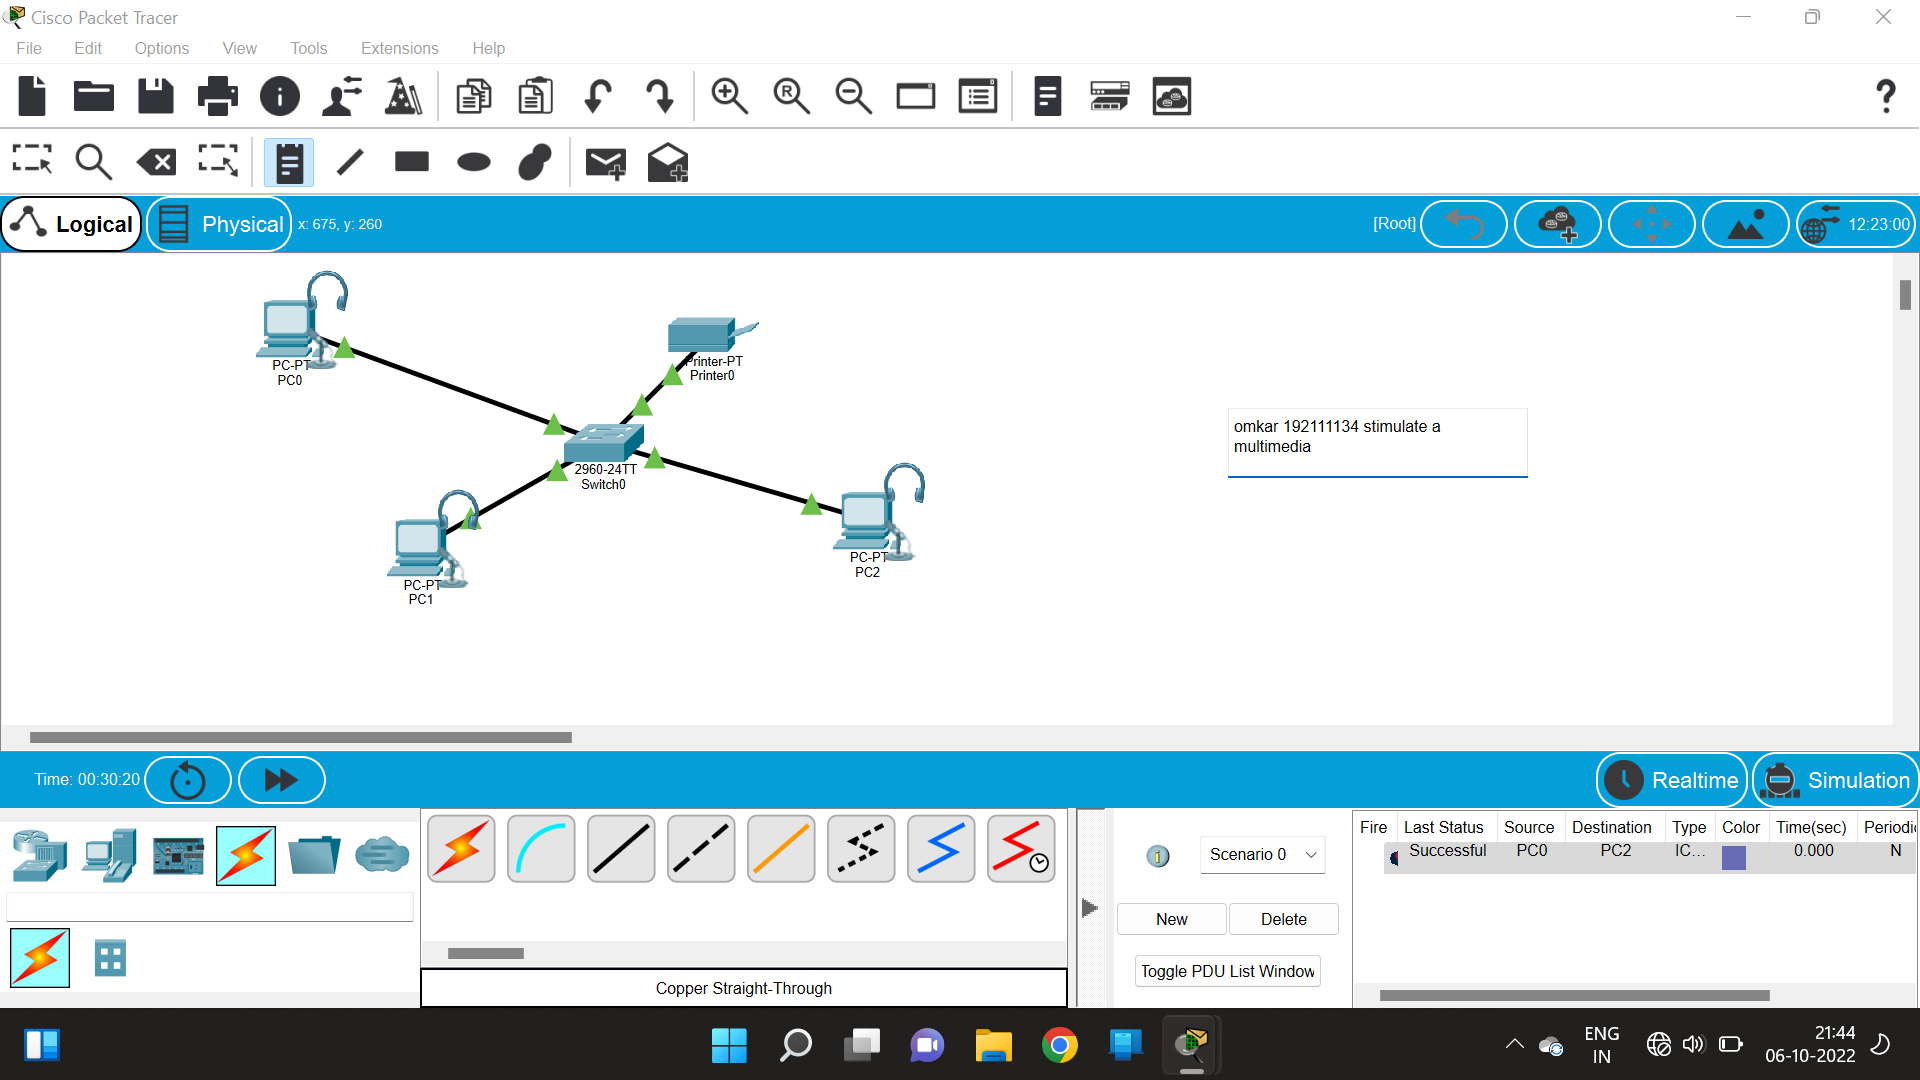 Cisco Packet Tracer
File Edit Options View Tools Extensions Help
Logical Physical x: 675, y: 260 [Root] 12:23:00
PC-PT
PC0
Printer-PT
Printer0
omkar 192111134 stimulate a
multimedia
2960-24TT
Switch0
PC-PT
PC2
PC-PT
PC1
Time: 00:30:20 Realtime Simulation
Fire Last Status Source Destination Type Color Time(sec) Periodi
Successful PC0 PC2 IC... 0.000 N
Scenario 0
New Delete
Toggle PDU List Window
Copper Straight-Through
ENG
IN
21:44
06-10-2022